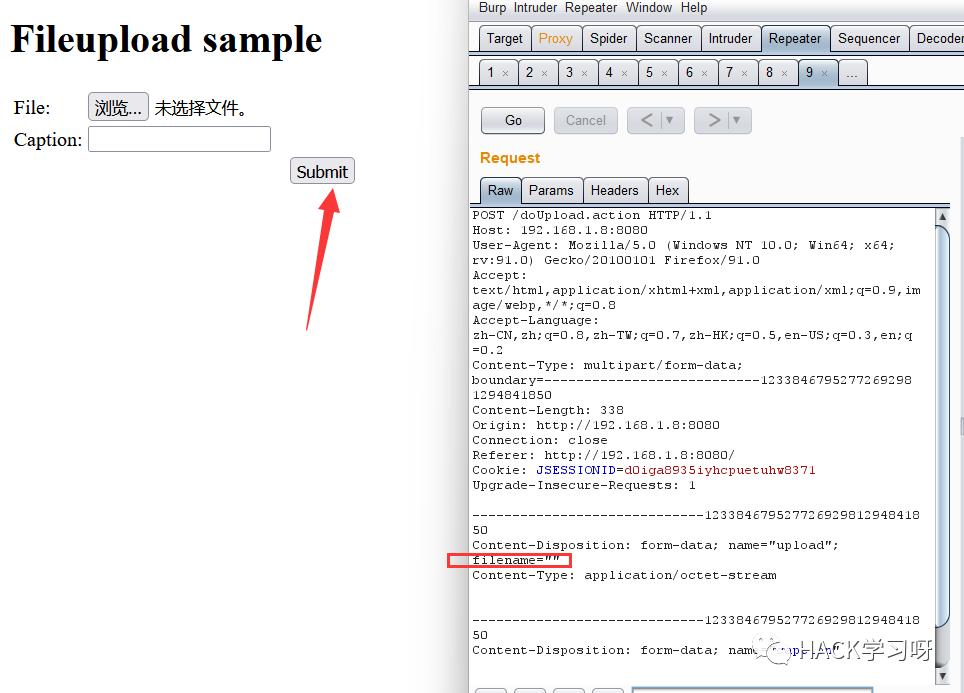 Fileupload sample
File: 浏览... 未选择文件。
Caption:
Submit
Burp Intruder Repeater Window Help
Target Proxy Spider Scanner Intruder Repeater Sequencer Decoder
1 × 2 × 3 × 4 × 5 × 6 × 7 × 8 × 9 × ...
Go Cancel < ▼ > ▼
Request
Raw Params Headers Hex
POST /doUpload.action HTTP/1.1
Host: 192.168.1.8:8080
User-Agent: Mozilla/5.0 (Windows NT 10.0; Win64; x64;
rv:91.0) Gecko/20100101 Firefox/91.0
Accept:
text/html,application/xhtml+xml,application/xml;q=0.9,im
age/webp,*/*;q=0.8
Accept-Language:
zh-CN,zh;q=0.8,zh-TW;q=0.7,zh-HK;q=0.5,en-US;q=0.3,en;q
=0.2
Content-Type: multipart/form-data;
boundary=---------------------------1233846795277269298
1294841850
Content-Length: 338
Origin: http://192.168.1.8:8080
Connection: close
Referer: http://192.168.1.8:8080/
Cookie: JSESSIONID=d0iga8935iyhcpuetuhw8371
Upgrade-Insecure-Requests: 1
-----------------------------123384679527726929812948418
50
Content-Disposition: form-data; name="upload";
filename=""
Content-Type: application/octet-stream
-----------------------------123384679527726929812948418
50
Content-Disposition: form-data; name="caption"
HACK学习呀